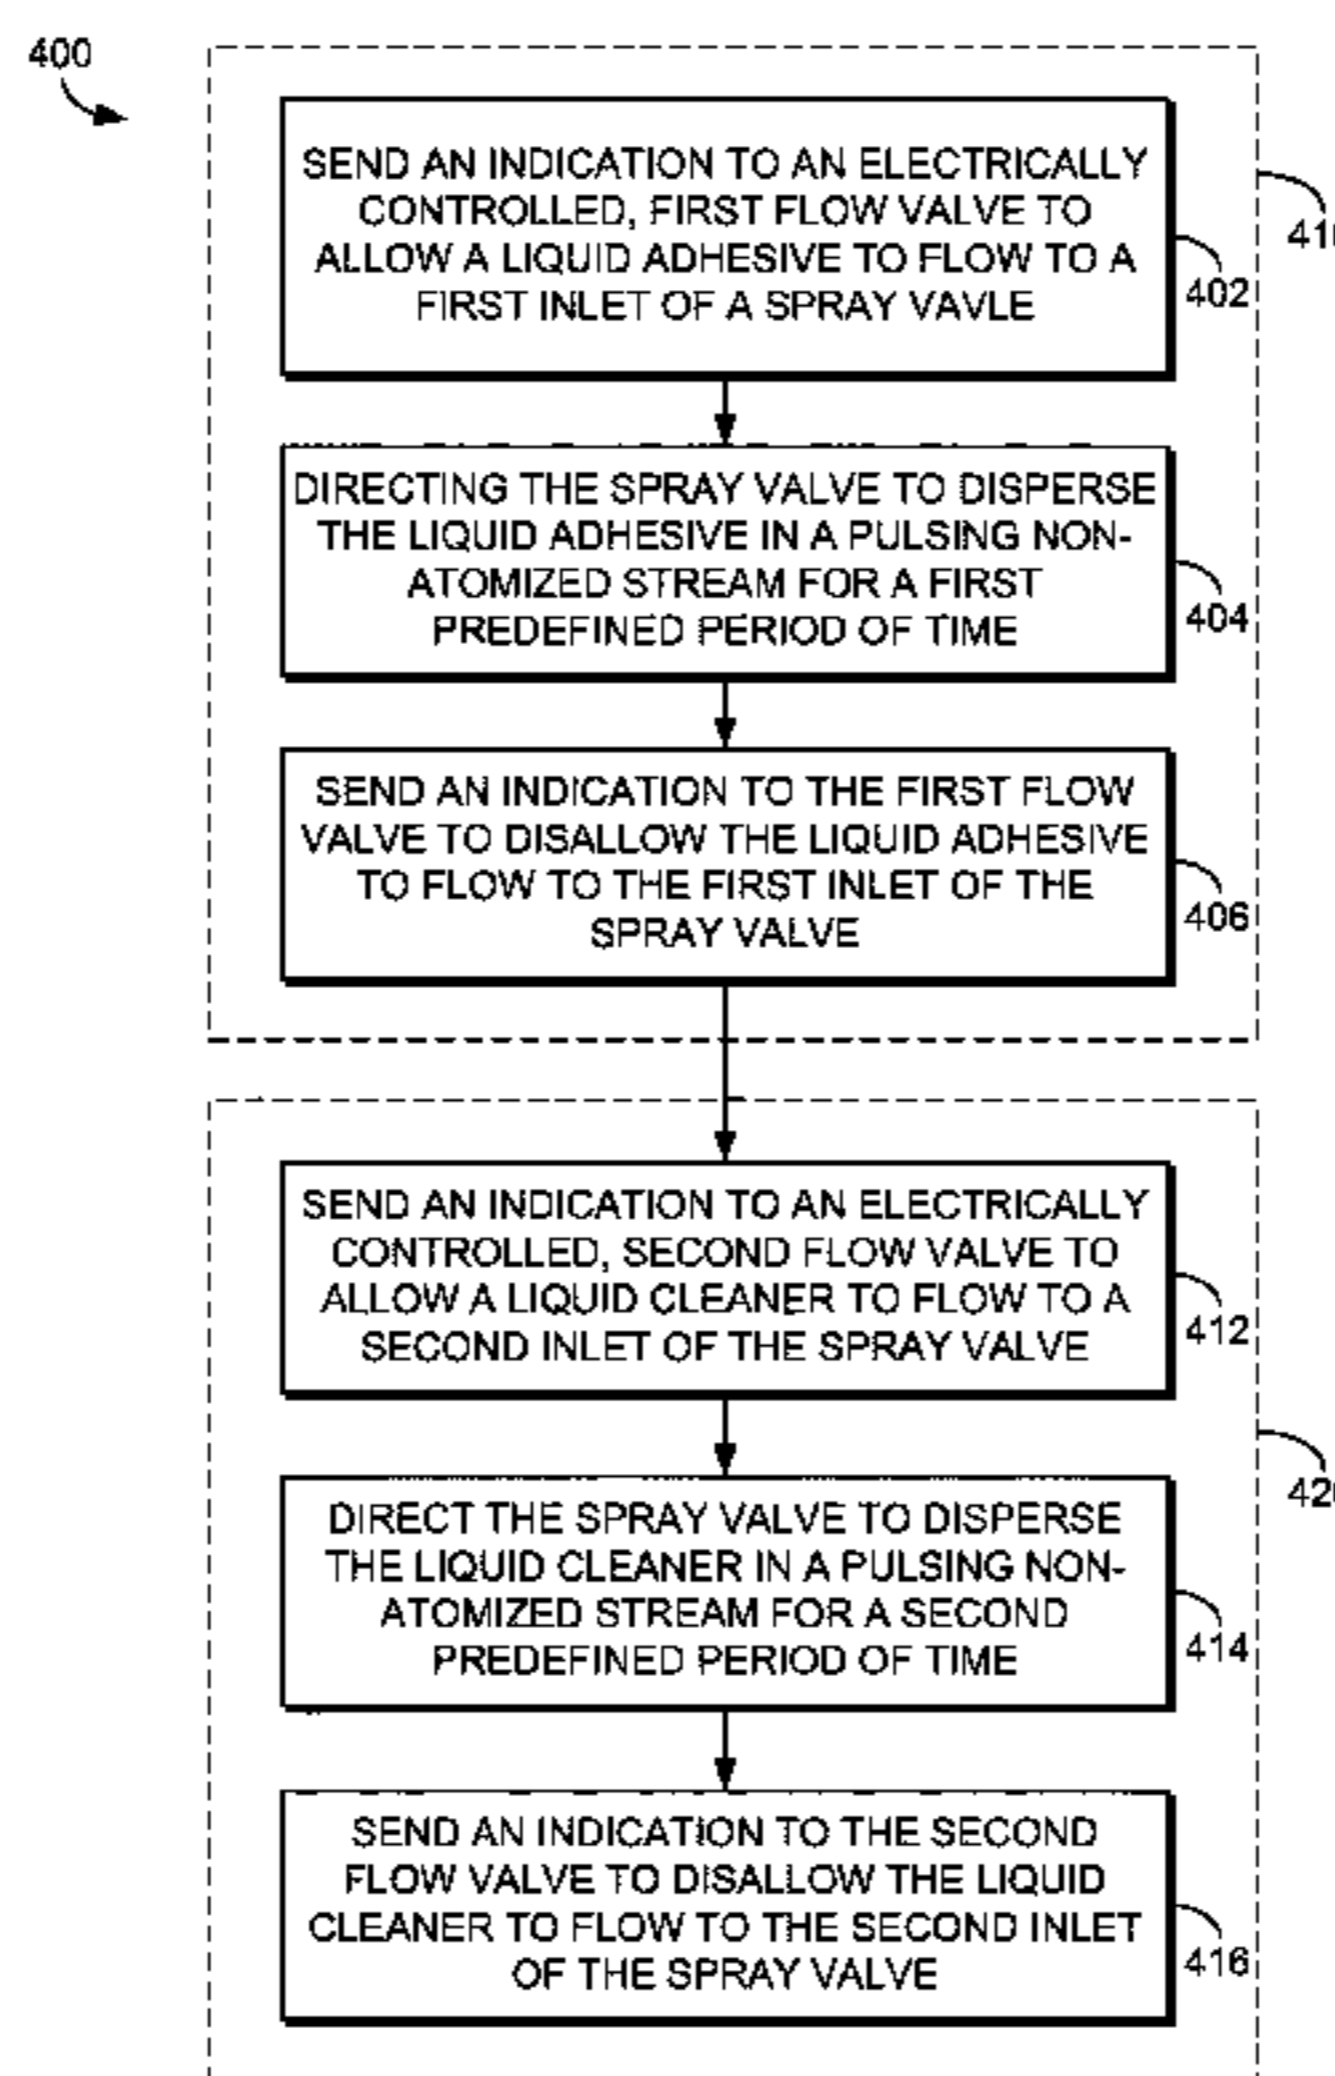 400
SEND AN INDICATION TO AN ELECTRICALLY
CONTROLLED, FIRST FLOW VALVE TO
ALLOW A LIQUID ADHESIVE TO FLOW TO A
FIRST INLET OF A SPRAY VAVLE
402
DIRECTING THE SPRAY VALVE TO DISPERSE
THE LIQUID ADHESIVE IN A PULSING NON-
ATOMIZED STREAM FOR A FIRST
PREDEFINED PERIOD OF TIME
404
SEND AN INDICATION TO THE FIRST FLOW
VALVE TO DISALLOW THE LIQUID ADHESIVE
TO FLOW TO THE FIRST INLET OF THE
SPRAY VALVE
406
SEND AN INDICATION TO AN ELECTRICALLY
CONTROLLED, SECOND FLOW VALVE TO
ALLOW A LIQUID CLEANER TO FLOW TO A
SECOND INLET OF THE SPRAY VALVE
412
DIRECT THE SPRAY VALVE TO DISPERSE
THE LIQUID CLEANER IN A PULSING NON-
ATOMIZED STREAM FOR A SECOND
PREDEFINED PERIOD OF TIME
414
SEND AN INDICATION TO THE SECOND
FLOW VALVE TO DISALLOW THE LIQUID
CLEANER TO FLOW TO THE SECOND INLET
OF THE SPRAY VALVE
416